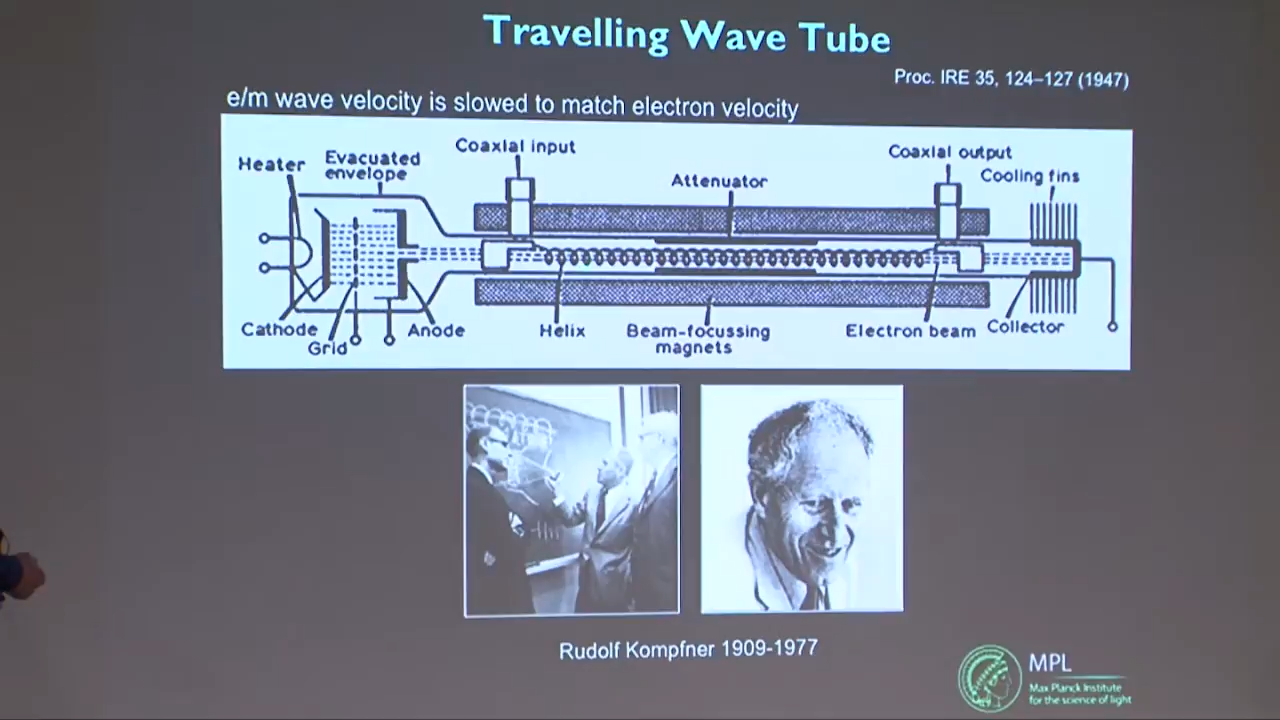 Travelling Wave Tube
Proc. IRE 35, 124–127 (1947)
e/m wave velocity is slowed to match electron velocity
Heater
Evacuated
envelope
Coaxial input
Attenuator
Coaxial output
Cooling fins
Cathode
Grid
Anode
Helix
Beam-focussing
magnets
Electron beam
Collector
Rudolf Kompfner 1909-1977
MPL
Max Planck Institute
for the science of light